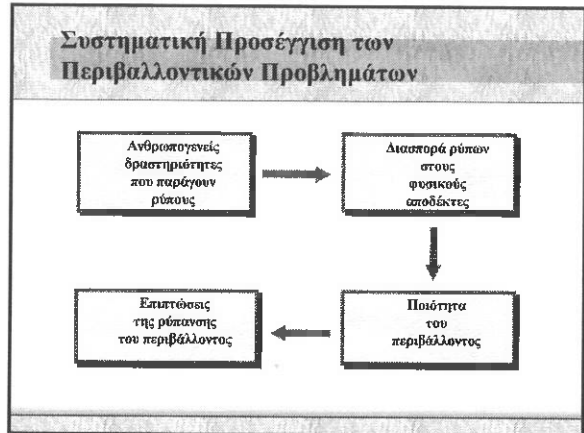 Συστηματική Προσέγγιση των
Περιβαλλοντικών Προβλημάτων
Ανθρωπογενείς
δραστηριότητες
που παράγουν
ρύπους
Διασπορά ρύπων
στους
φυσικούς
αποδέκτες
Ποιότητα
του
περιβάλλοντος
Επιπτώσεις
της ρύπανσης
του περιβάλλοντος